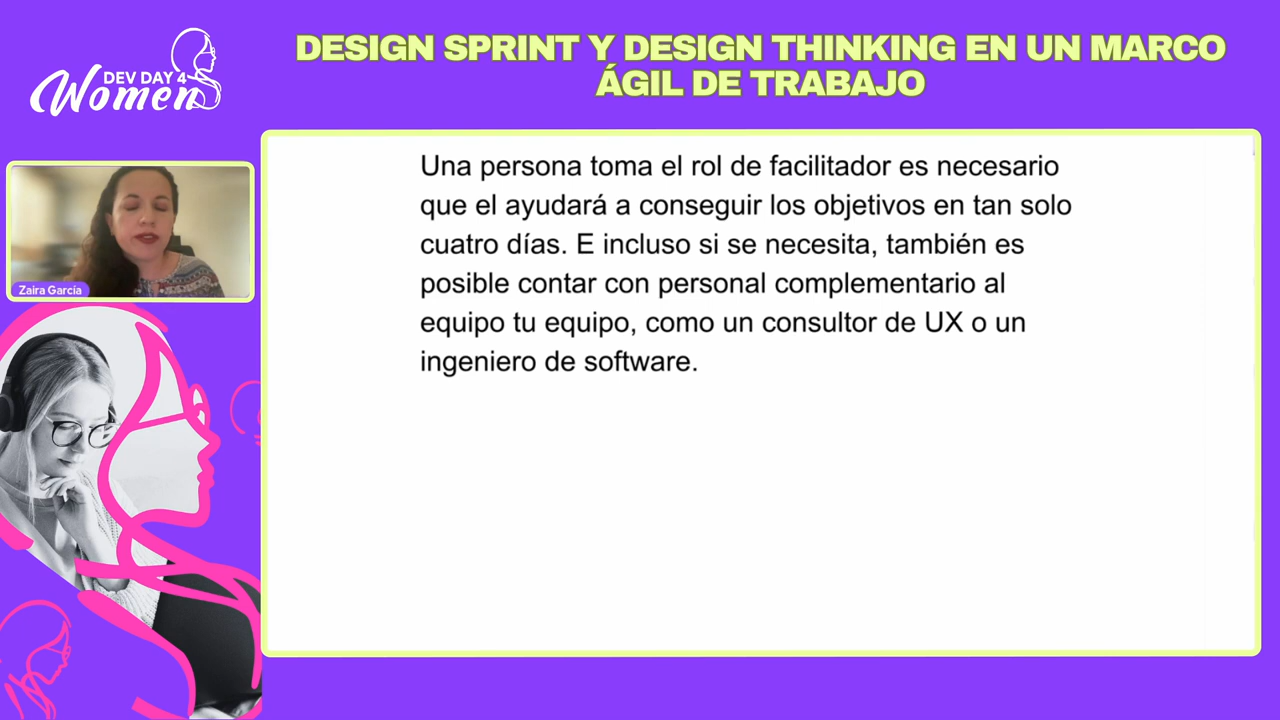 DEV DAY 4
Women
DESIGN SPRINT Y DESIGN THINKING EN UN MARCO
ÁGIL DE TRABAJO
Zaira García
Una persona toma el rol de facilitador es necesario
que el ayudará a conseguir los objetivos en tan solo
cuatro días. E incluso si se necesita, también es
posible contar con personal complementario al
equipo tu equipo, como un consultor de UX o un
ingeniero de software.